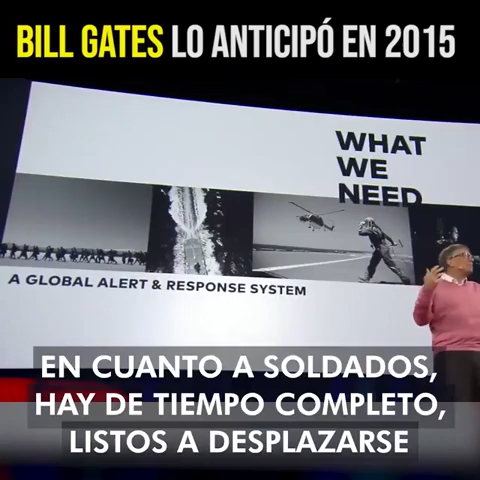 BILL GATES LO ANTICIPÓ EN 2015
WHAT
WE
NEED
A GLOBAL ALERT & RESPONSE SYSTEM
EN CUANTO A SOLDADOS,
HAY DE TIEMPO COMPLETO,
LISTOS A DESPLAZARSE